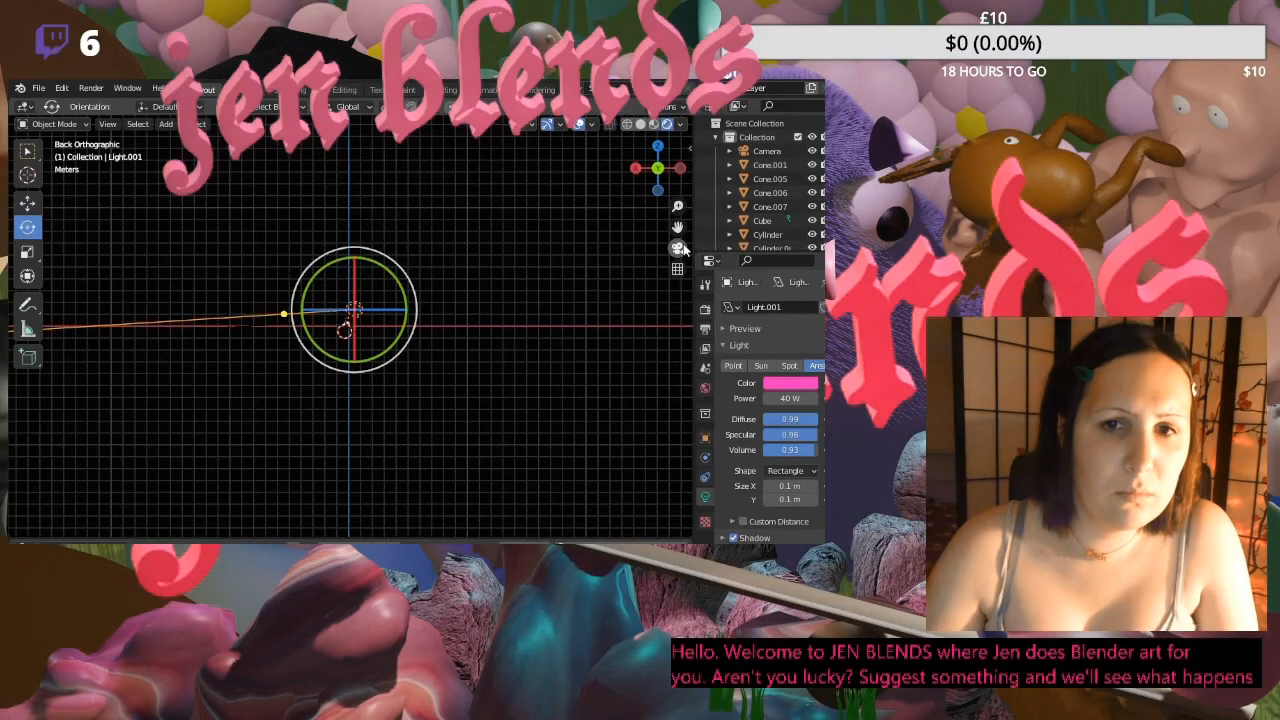 6
jen blends
£10
$0 (0.00%)
18 HOURS TO GO
$10
File Edit Render Window
Layer
Orientation:
Global
Object Mode
View
Select
Add
Back Orthographic
(1) Collection | Light.001
Meters
Z
Y
X
Scene Collection
Collection
Camera
Cone.001
Cone.005
Cone.006
Cone.007
Cube
Cylinder
Ligh..
Ligh..
Light.001
Preview
Light
Point
Sun
Spot
Area
Color
Power 40 W
Diffuse 0.99
Specular 0.96
Volume 0.93
Shape Rectangle
Size X 0.1 m
Y 0.1 m
Custom Distance
Shadow
Hello. Welcome to JEN BLENDS where Jen does Blender art for
you. Aren't you lucky? Suggest something and we'll see what happens